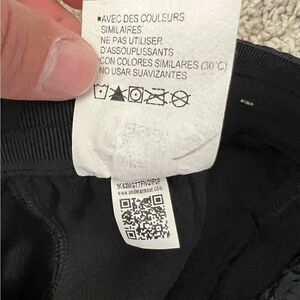 •AVEC DES COULEURS
SIMILAIRES
NE PAS UTILISER
D'ASSOUPLISSANTS
•CON COLORES SIMILARES (30°C)
NO USAR SUAVIZANTES
www.underarmour.com